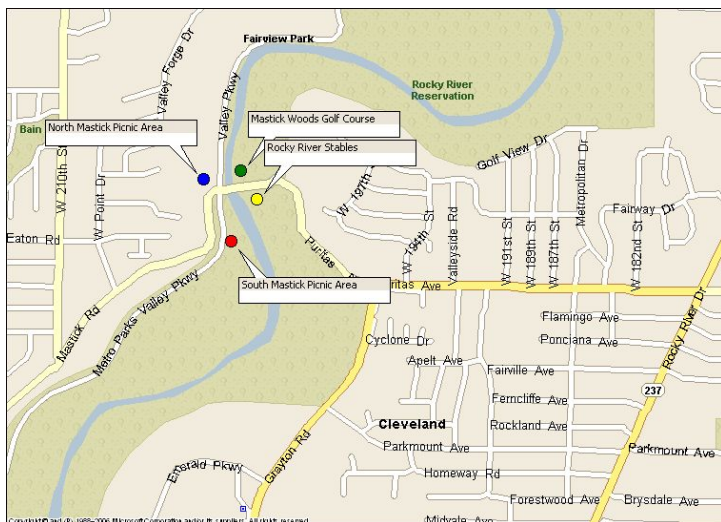 Fairview Park
Valley Forge Dr
Valley Pkwy
Rocky River
Reservation
Bain
North Mastick Picnic Area
Mastick Woods Golf Course
Rocky River Stables
W 210th St
W Point Dr
Golf View Dr
Metropolitan Dr
W 197th
W 194th St
Valleyside Rd
W 191st St
W 189th St
W 187th St
Fairway Dr
W 182nd St
Eaton Rd
Puritas
ritas Ave
South Mastick Picnic Area
Mastick Rd
Metro Parks Valley Pkwy
Flamingo Ave
Rocky River Dr
Cyclone Dr
Ponciana Ave
Apelt Ave
Fairville Ave
237
Ferncliffe Ave
Cleveland
Rockland Ave
Grayton Rd
Parkmount Ave
Parkmount Ave
Emerald Pkwy
Homeway Rd
Forestwood Ave
Brysdale Ave
Midvale Ave